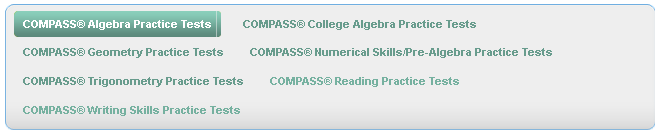 COMPASS® Algebra Practice Tests COMPASS® College Algebra Practice Tests
COMPASS® Geometry Practice Tests COMPASS® Numerical Skills/Pre-Algebra Practice Tests
COMPASS® Trigonometry Practice Tests COMPASS® Reading Practice Tests
COMPASS® Writing Skills Practice Tests